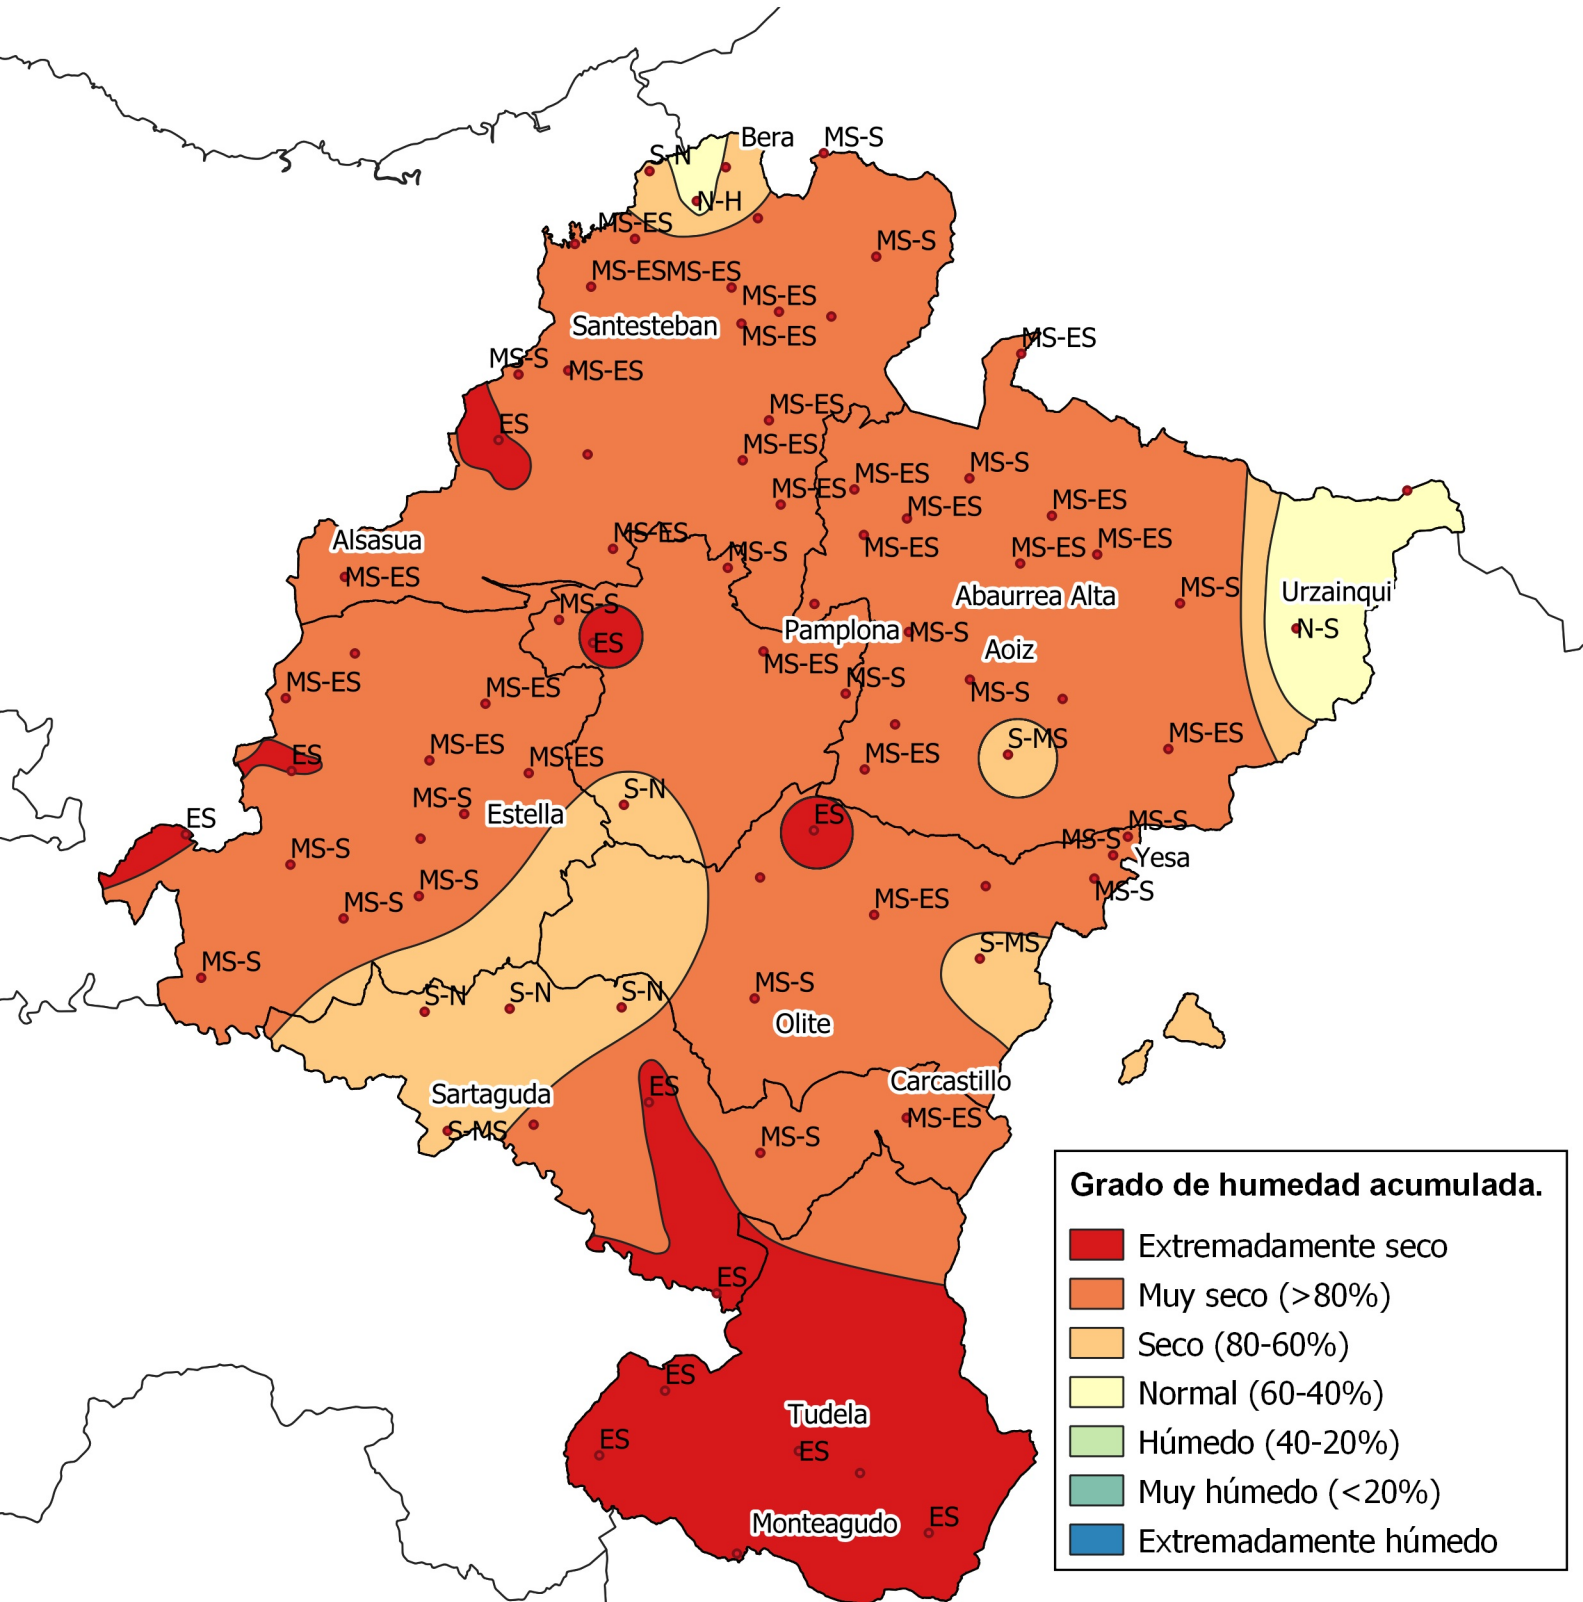 Bera
MS-S
S-N
N-H
MS-ES
MS-S
MS-ES
MS-ES
MS-ES
Santesteban
MS-ES
MS-ES
MS-S
MS-ES
MS-ES
ES
MS-ES
MS-S
MS-ES
MS-ES
MS-ES
MS-ES
Alsasua
MS-ES
MS-ES
MS-ES
MS-ES
MS-S
MS-ES
MS-S
Abaurrea Alta
Urzainqui
MS-S
Pamplona
MS-S
N-S
ES
Aoiz
MS-ES
MS-ES
MS-ES
MS-S
MS-S
MS-ES
S-MS
MS-ES
ES
MS-ES
MS-ES
S-N
MS-S
Estella
ES
ES
MS-S
MS-S
Yesa
MS-S
MS-S
MS-S
MS-S
MS-ES
S-MS
MS-S
MS-S
S-N
S-N
S-N
Olite
Sartaguda
ES
Carcastillo
S-MS
MS-S
MS-ES
ES
ES
ES
Tudela
ES
Monteagudo
ES
Grado de humedad acumulada.
Extremadamente seco
Muy seco (>80%)
Seco (80-60%)
Normal (60-40%)
Húmedo (40-20%)
Muy húmedo (<20%)
Extremadamente húmedo